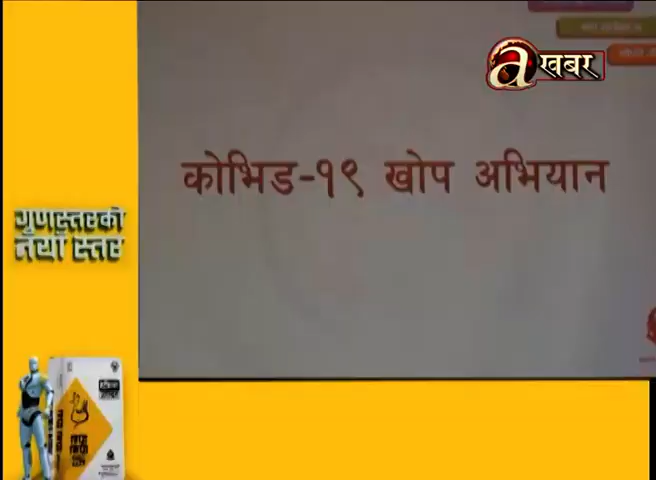 a खबर
कोभिड-१९ खोप अभियान
गुणस्तरको
नयाँ स्तर